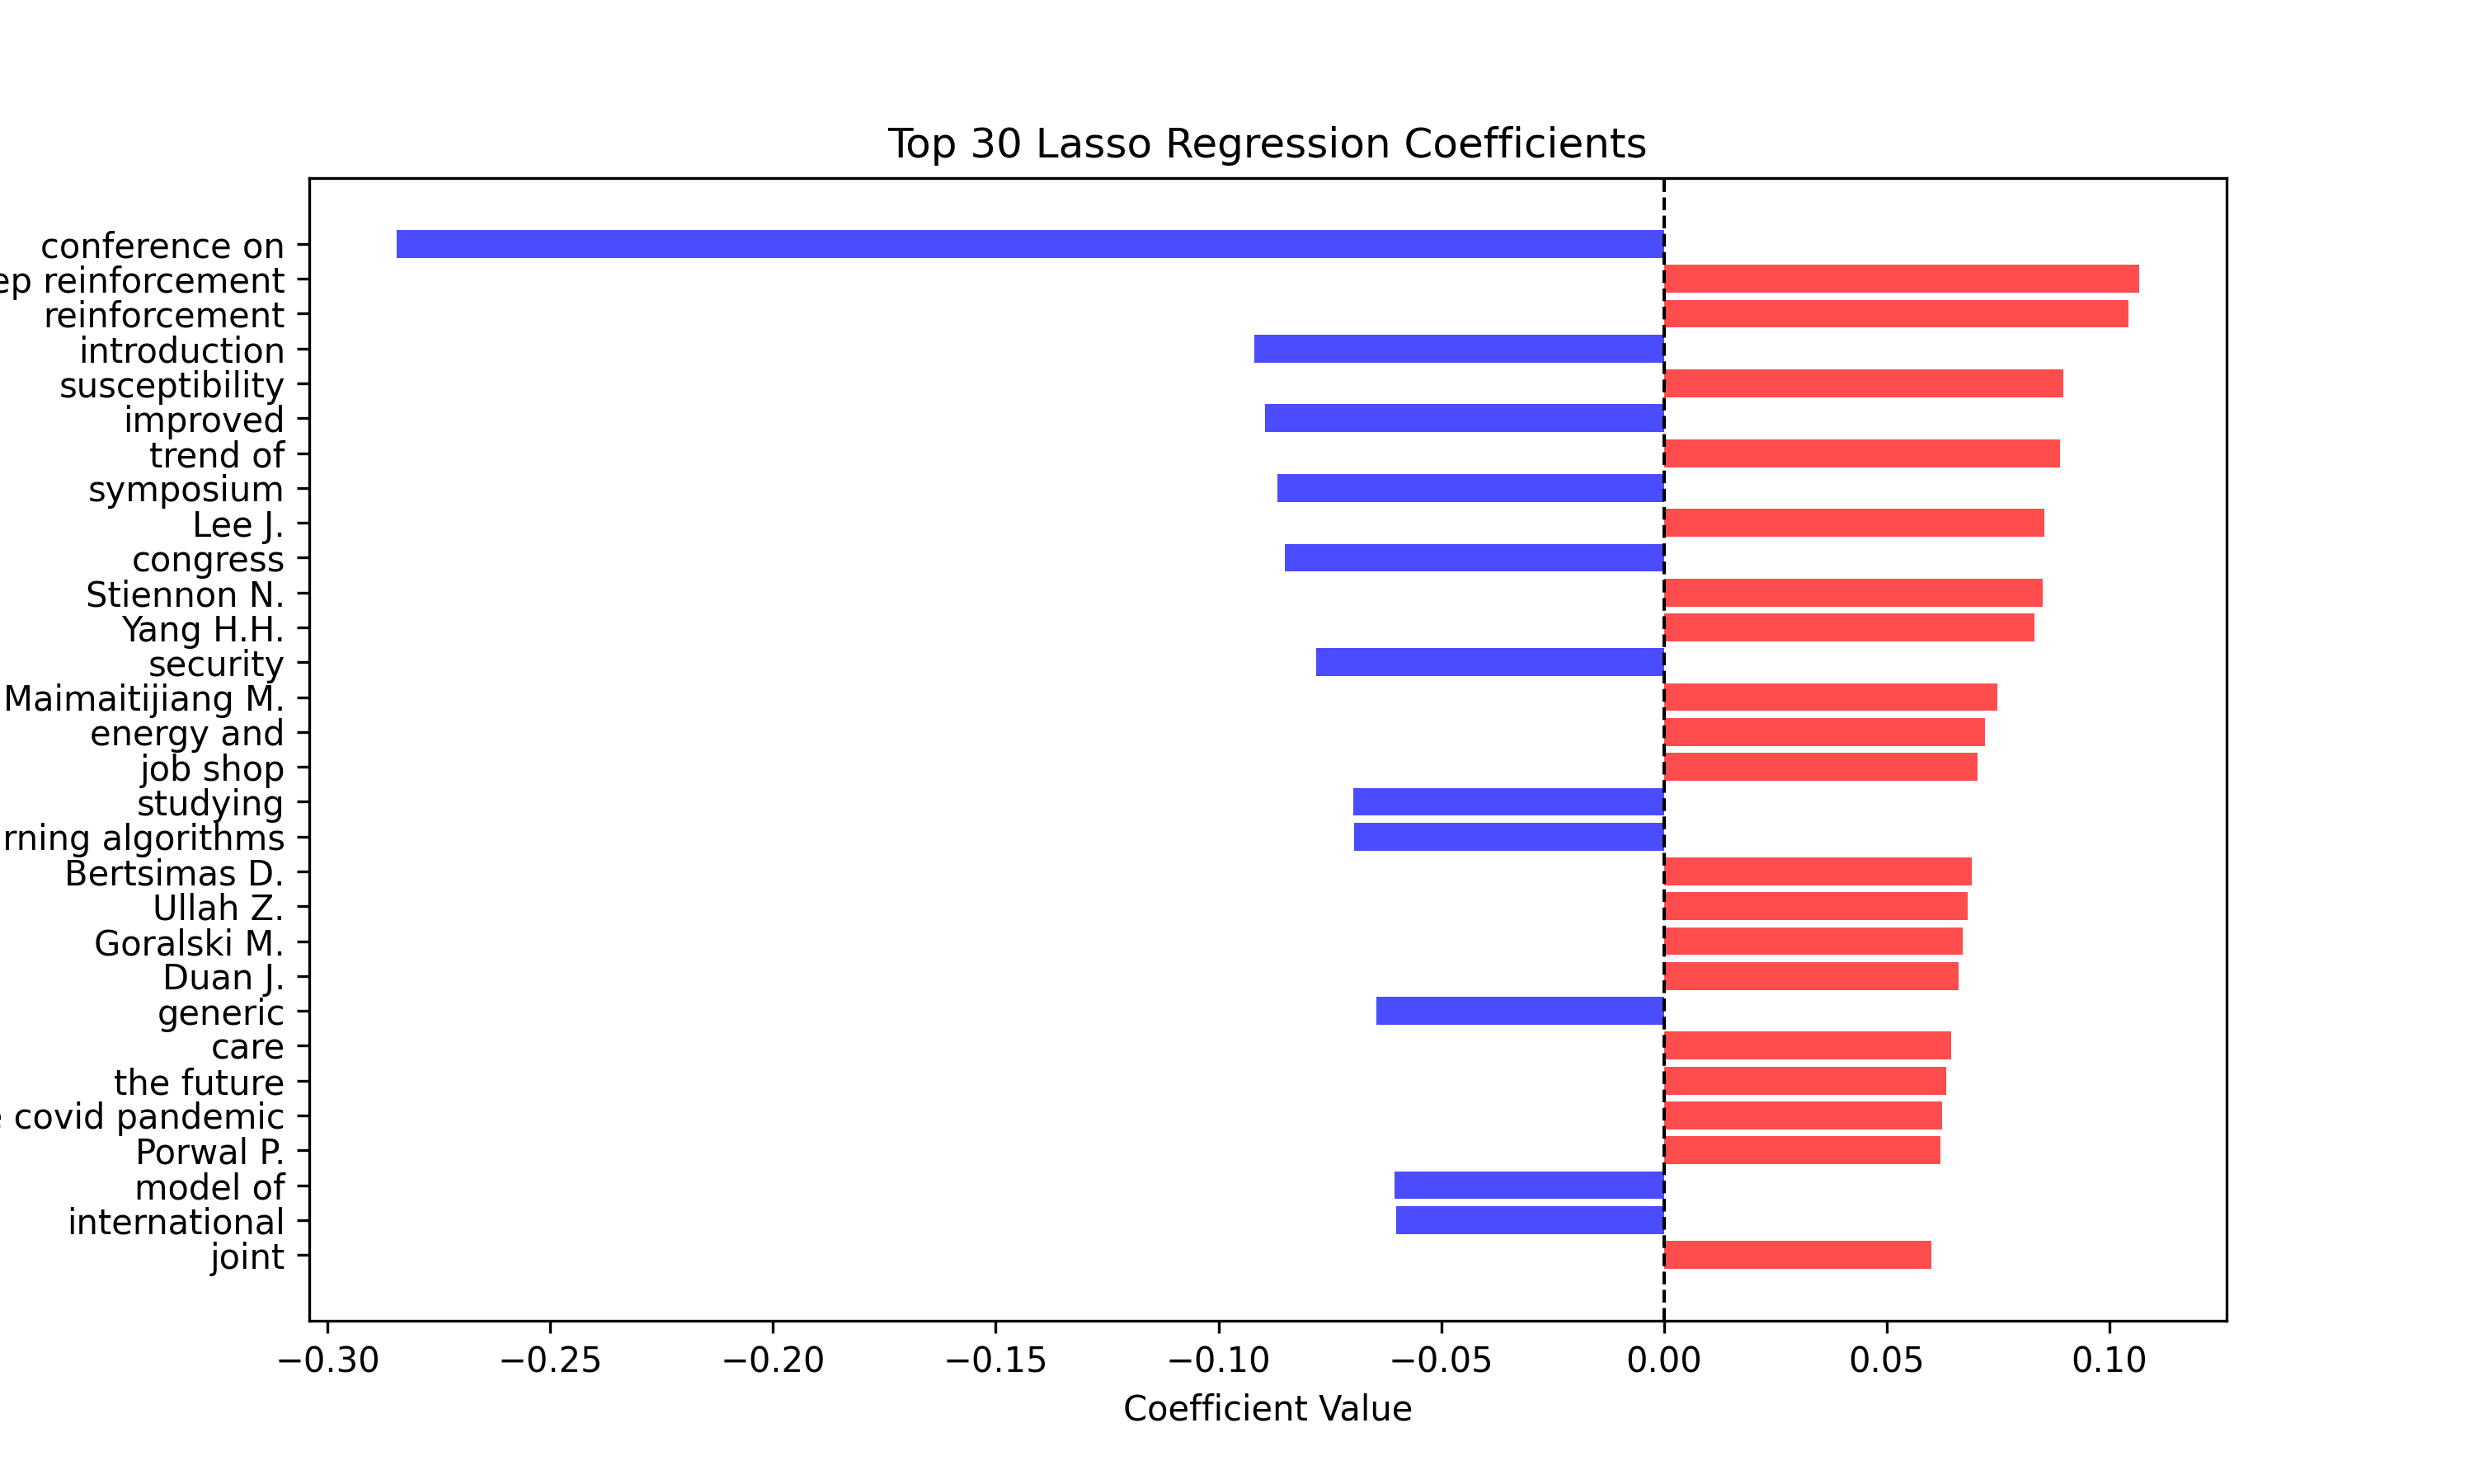 Top 30 Lasso Regression Coefficients
conference on
ep reinforcement
reinforcement
introduction
susceptibility
improved
trend of
symposium
Lee J.
congress
Stiennon N.
Yang H.H.
security
Maimaitijiang M.
energy and
job shop
studying
rning algorithms
Bertsimas D.
Ullah Z.
Goralski M.
Duan J.
generic
care
the future
covid pandemic
Porwal P.
model of
international
joint
−0.30 −0.25 −0.20 −0.15 −0.10 −0.05 0.00 0.05 0.10
Coefficient Value